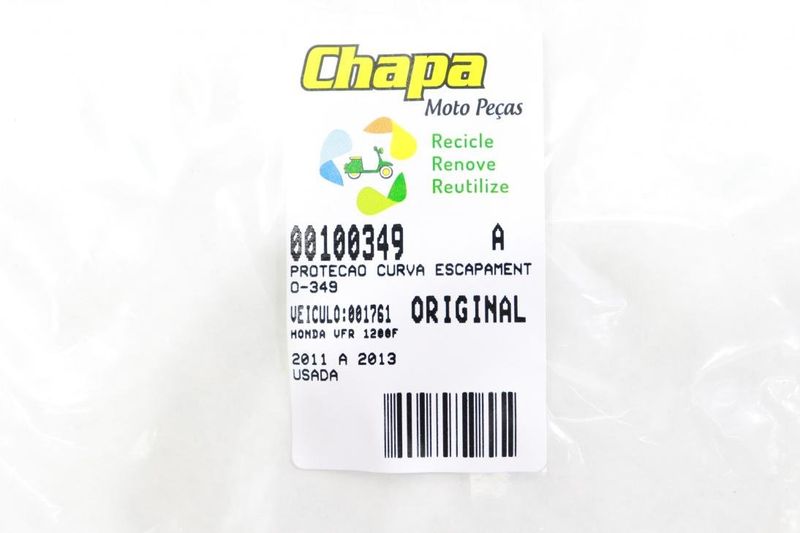 Chapa
Moto Peças
Recicle
Renove
Reutilize
00100349 A
PROTECAO CURVA ESCAPAMENT
O-349
VEICULO:001761 ORIGINAL
HONDA VFR 1200F
2011 A 2013
USADA